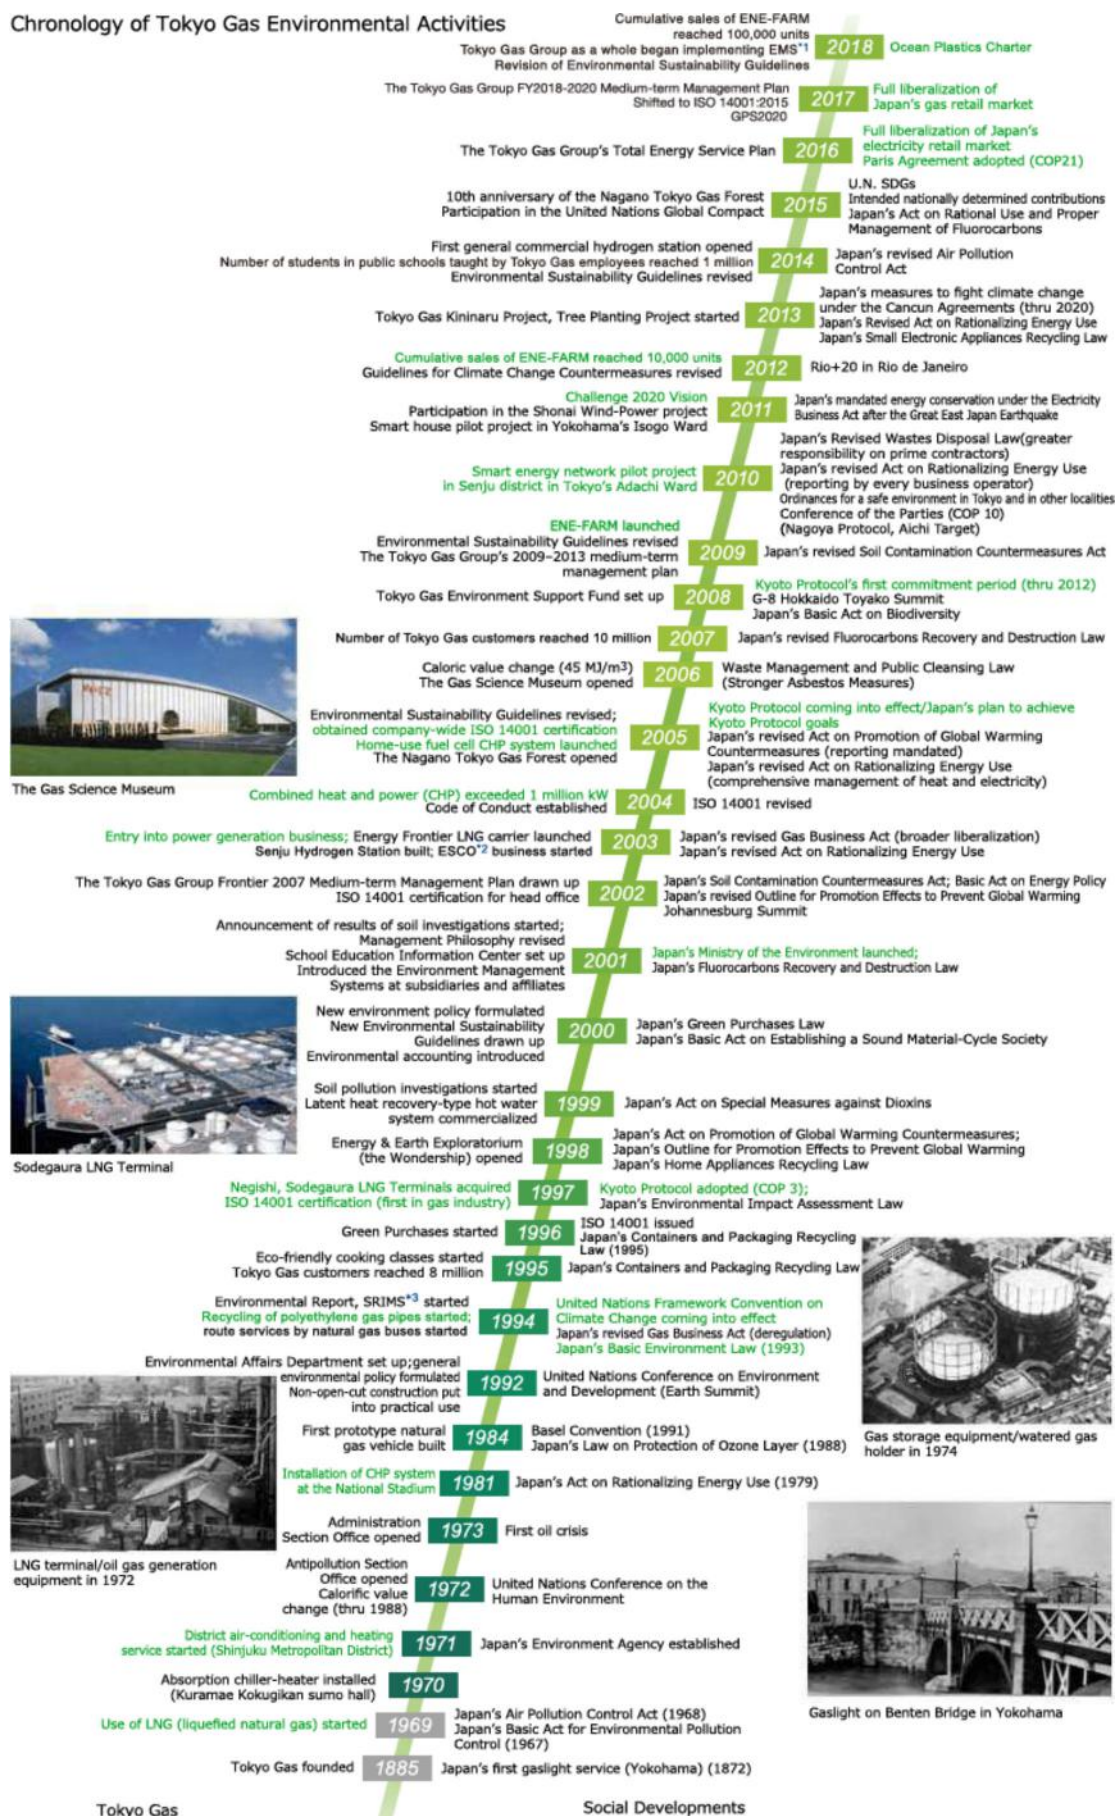 Chronology of Tokyo Gas Environmental Activities
Cumulative sales of ENE-FARM
reached 100,000 units
Tokyo Gas Group as a whole began implementing EMS*1
Revision of Environmental Sustainability Guidelines
2018
Ocean Plastics Charter
The Tokyo Gas Group FY2018-2020 Medium-term Management Plan
Shifted to ISO 14001:2015
GPS2020
2017
Full liberalization of
Japan's gas retail market
The Tokyo Gas Group's Total Energy Service Plan
2016
Full liberalization of Japan's
electricity retail market
Paris Agreement adopted (COP21)
10th anniversary of the Nagano Tokyo Gas Forest
Participation in the United Nations Global Compact
2015
U.N. SDGs
Intended nationally determined contributions
Japan's Act on Rational Use and Proper
Management of Fluorocarbons
First general commercial hydrogen station opened
Number of students in public schools taught by Tokyo Gas employees reached 1 million
Environmental Sustainability Guidelines revised
2014
Japan's revised Air Pollution
Control Act
Tokyo Gas Kininaru Project, Tree Planting Project started
2013
Japan's measures to fight climate change
under the Cancun Agreements (thru 2020)
Japan's Revised Act on Rationalizing Energy Use
Japan's Small Electronic Appliances Recycling Law
Cumulative sales of ENE-FARM reached 10,000 units
Guidelines for Climate Change Countermeasures revised
2012
Rio+20 in Rio de Janeiro
Challenge 2020 Vision
Participation in the Shonai Wind-Power project
Smart house pilot project in Yokohama's Isogo Ward
2011
Japan's mandated energy conservation under the Electricity
Business Act after the Great East Japan Earthquake
Smart energy network pilot project
in Senju district in Tokyo's Adachi Ward
2010
Japan's Revised Wastes Disposal Law(greater
responsibility on prime contractors)
Japan's revised Act on Rationalizing Energy Use
(reporting by every business operator)
Ordinances for a safe environment in Tokyo and in other localities
Conference of the Parties (COP 10)
(Nagoya Protocol, Aichi Target)
ENE-FARM launched
Environmental Sustainability Guidelines revised
The Tokyo Gas Group's 2009–2013 medium-term
management plan
2009
Japan's revised Soil Contamination Countermeasures Act
Tokyo Gas Environment Support Fund set up
2008
Kyoto Protocol's first commitment period (thru 2012)
G-8 Hokkaido Toyako Summit
Japan's Basic Act on Biodiversity
Number of Tokyo Gas customers reached 10 million
2007
Japan's revised Fluorocarbons Recovery and Destruction Law
Caloric value change (45 MJ/m3)
The Gas Science Museum opened
2006
Waste Management and Public Cleansing Law
(Stronger Asbestos Measures)
The Gas Science Museum
Environmental Sustainability Guidelines revised;
obtained company-wide ISO 14001 certification
Home-use fuel cell CHP system launched
The Nagano Tokyo Gas Forest opened
2005
Kyoto Protocol coming into effect/Japan's plan to achieve
Kyoto Protocol goals
Japan's revised Act on Promotion of Global Warming
Countermeasures (reporting mandated)
Japan's revised Act on Rationalizing Energy Use
(comprehensive management of heat and electricity)
Combined heat and power (CHP) exceeded 1 million kW
Code of Conduct established
2004
ISO 14001 revised
Entry into power generation business; Energy Frontier LNG carrier launched
Senju Hydrogen Station built; ESCO*2 business started
2003
Japan's revised Gas Business Act (broader liberalization)
Japan's revised Act on Rationalizing Energy Use
The Tokyo Gas Group Frontier 2007 Medium-term Management Plan drawn up
ISO 14001 certification for head office
2002
Japan's Soil Contamination Countermeasures Act; Basic Act on Energy Policy
Japan's revised Outline for Promotion Effects to Prevent Global Warming
Johannesburg Summit
Announcement of results of soil investigations started;
Management Philosophy revised
School Education Information Center set up
Introduced the Environment Management
Systems at subsidiaries and affiliates
2001
Japan's Ministry of the Environment launched;
Japan's Fluorocarbons Recovery and Destruction Law
New environment policy formulated
New Environmental Sustainability
Guidelines drawn up
Environmental accounting introduced
2000
Japan's Green Purchases Law
Japan's Basic Act on Establishing a Sound Material-Cycle Society
Soil pollution investigations started
Latent heat recovery-type hot water
system commercialized
1999
Japan's Act on Special Measures against Dioxins
Sodegaura LNG Terminal
Energy & Earth Exploratorium
(the Wondership) opened
1998
Japan's Act on Promotion of Global Warming Countermeasures;
Japan's Outline for Promotion Effects to Prevent Global Warming
Japan's Home Appliances Recycling Law
Negishi, Sodegaura LNG Terminals acquired
ISO 14001 certification (first in gas industry)
1997
Kyoto Protocol adopted (COP 3);
Japan's Environmental Impact Assessment Law
Green Purchases started
1996
ISO 14001 issued
Japan's Containers and Packaging Recycling
Law (1995)
Eco-friendly cooking classes started
Tokyo Gas customers reached 8 million
1995
Japan's Containers and Packaging Recycling Law
Environmental Report, SRIMS*3 started
Recycling of polyethylene gas pipes started;
route services by natural gas buses started
1994
United Nations Framework Convention on
Climate Change coming into effect
Japan's revised Gas Business Act (deregulation)
Japan's Basic Environment Law (1993)
Environmental Affairs Department set up;general
environmental policy formulated
Non-open-cut construction put
into practical use
1992
United Nations Conference on Environment
and Development (Earth Summit)
Gas storage equipment/watered gas
holder in 1974
First prototype natural
gas vehicle built
1984
Basel Convention (1991)
Japan's Law on Protection of Ozone Layer (1988)
Installation of CHP system
at the National Stadium
1981
Japan's Act on Rationalizing Energy Use (1979)
Administration
Section Office opened
1973
First oil crisis
LNG terminal/oil gas generation
equipment in 1972
Antipollution Section
Office opened
Calorific value
change (thru 1988)
1972
United Nations Conference on the
Human Environment
District air-conditioning and heating
service started (Shinjuku Metropolitan District)
1971
Japan's Environment Agency established
Absorption chiller-heater installed
(Kuramae Kokugikan sumo hall)
1970
Gaslight on Benten Bridge in Yokohama
Use of LNG (liquefied natural gas) started
1969
Japan's Air Pollution Control Act (1968)
Japan's Basic Act for Environmental Pollution
Control (1967)
Tokyo Gas founded
1885
Japan's first gaslight service (Yokohama) (1872)
Tokyo Gas
Social Developments